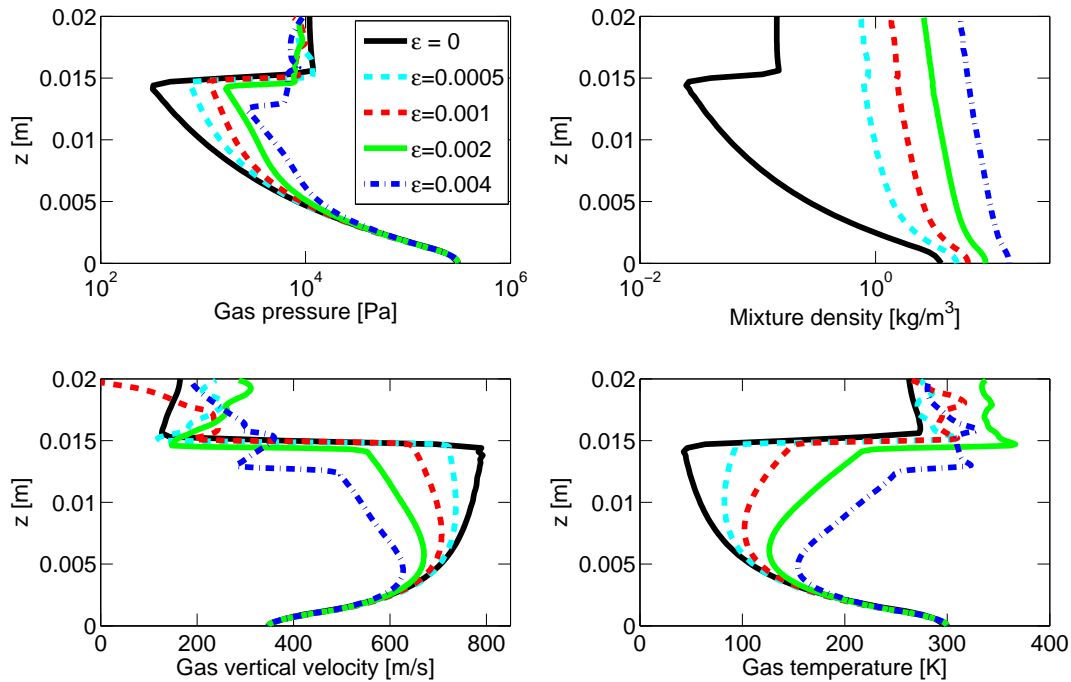 0.02
0.015
0.01
0.005
0
z [m]
10^2
10^4
10^6
Gas pressure [Pa]
ε = 0
ε=0.0005
ε=0.001
ε=0.002
ε=0.004
0.02
0.015
0.01
0.005
0
z [m]
10^−2
10^0
Mixture density [kg/m^3]
0.02
0.015
0.01
0.005
0
z [m]
0
200
400
600
800
Gas vertical velocity [m/s]
0.02
0.015
0.01
0.005
0
z [m]
0
100
200
300
400
Gas temperature [K]